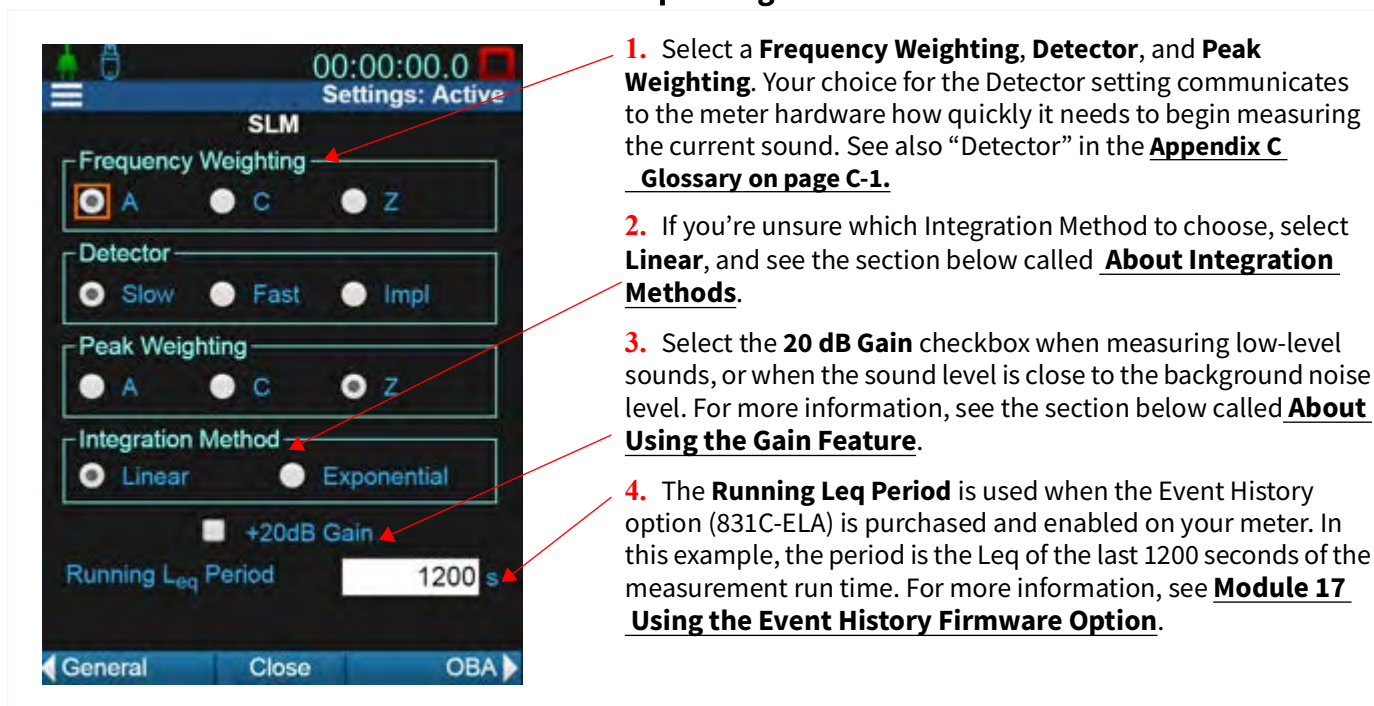 00:00:00.0
Settings: Active
SLM
Frequency Weighting
A C Z
Detector
Slow Fast Impl
Peak Weighting
A C Z
Integration Method
Linear Exponential
+20dB Gain
Running Leq Period 1200 s
General Close OBA
1. Select a Frequency Weighting, Detector, and Peak
Weighting. Your choice for the Detector setting communicates
to the meter hardware how quickly it needs to begin measuring
the current sound. See also “Detector” in the Appendix C
Glossary on page C-1.
2. If you’re unsure which Integration Method to choose, select
Linear, and see the section below called About Integration
Methods.
3. Select the 20 dB Gain checkbox when measuring low-level
sounds, or when the sound level is close to the background noise
level. For more information, see the section below called About
Using the Gain Feature.
4. The Running Leq Period is used when the Event History
option (831C-ELA) is purchased and enabled on your meter. In
this example, the period is the Leq of the last 1200 seconds of the
measurement run time. For more information, see Module 17
Using the Event History Firmware Option.